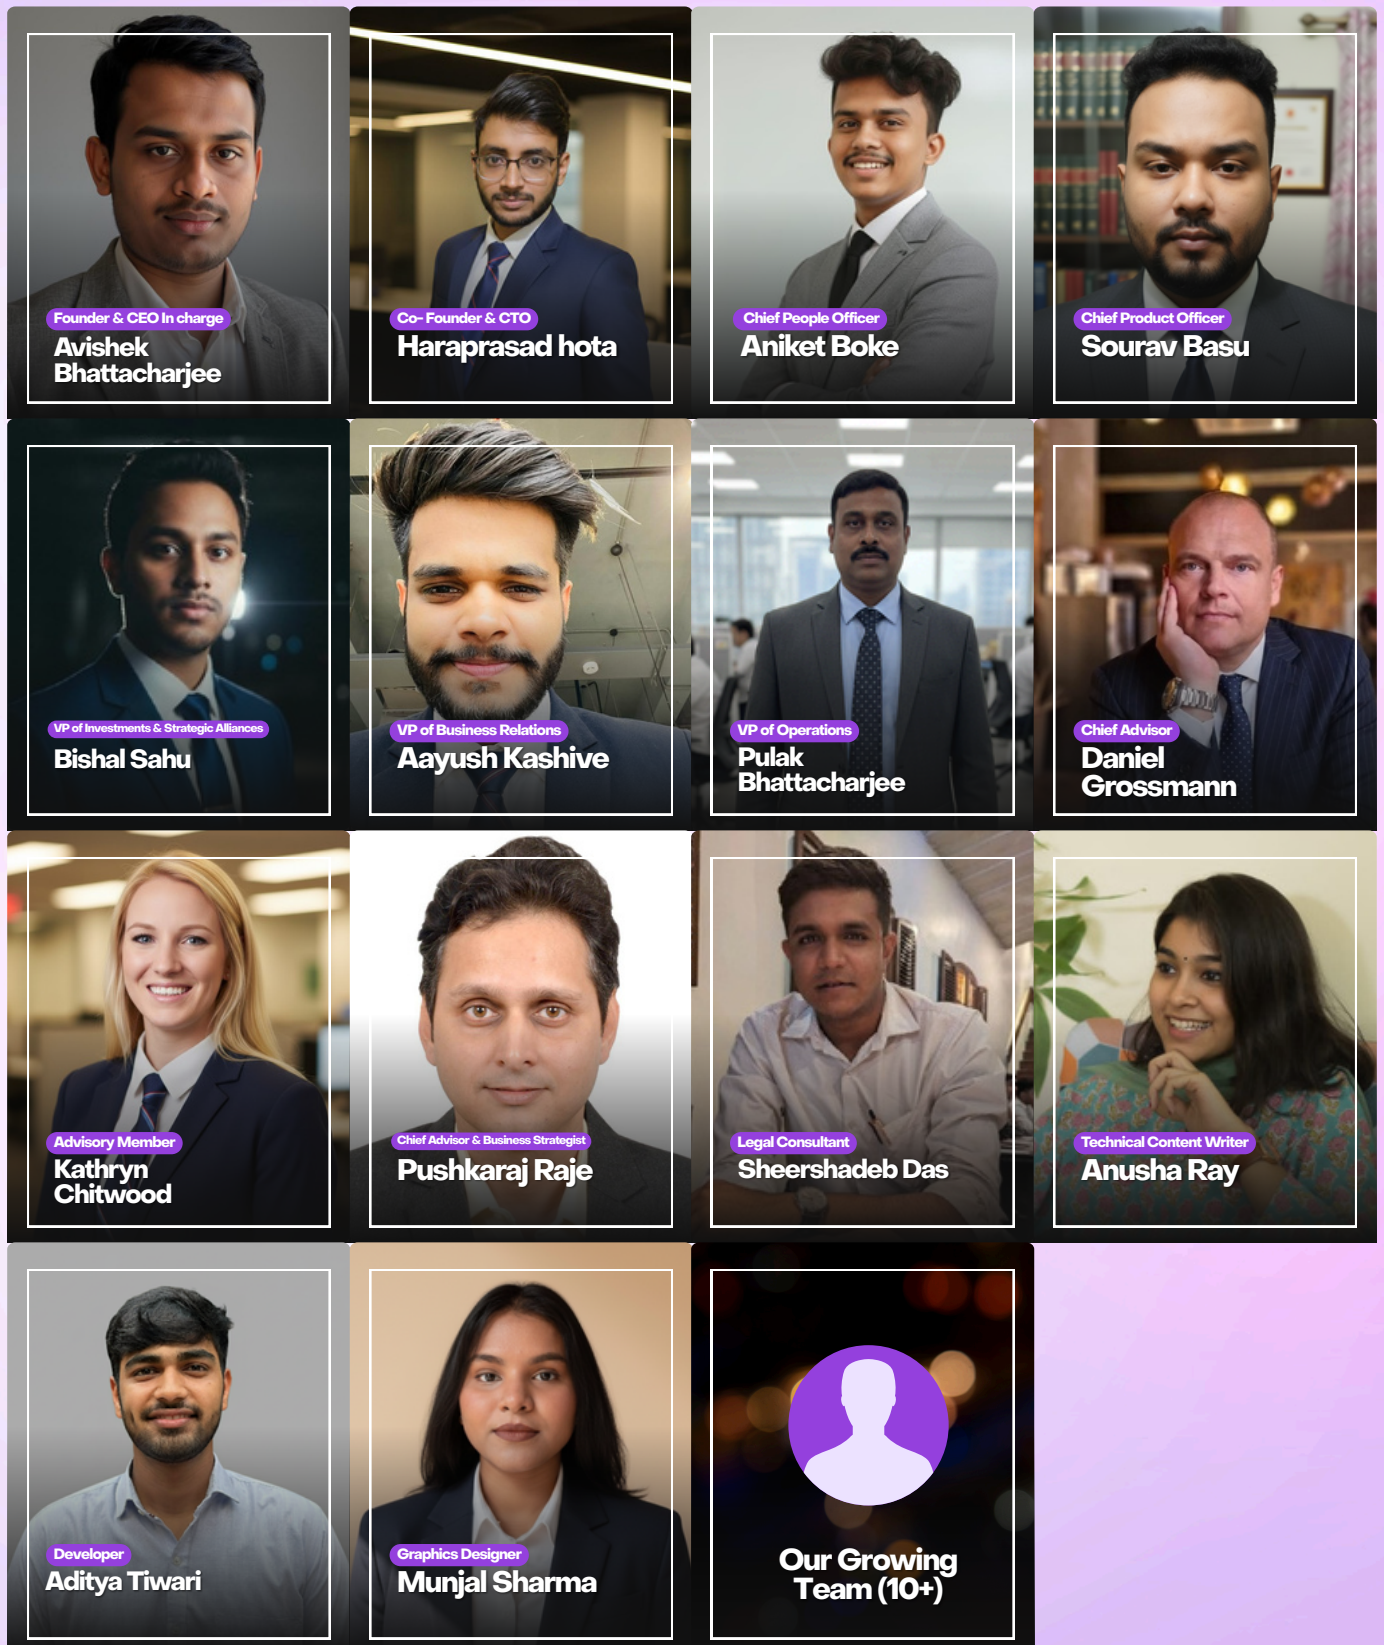 Founder & CEO In charge
Avishek
Bhattacharjee
Co- Founder & CTO
Haraprasad hota
Chief People Officer
Aniket Boke
Chief Product Officer
Sourav Basu
VP of Investments & Strategic Alliances
Bishal Sahu
VP of Business Relations
Aayush Kashive
VP of Operations
Pulak
Bhattacharjee
Chief Advisor
Daniel
Grossmann
Advisory Member
Kathryn
Chitwood
Chief Advisor & Business Strategist
Pushkaraj Raje
Legal Consultant
Sheershadeb Das
Technical Content Writer
Anusha Ray
Developer
Aditya Tiwari
Graphics Designer
Munjal Sharma
Our Growing
Team (10+)